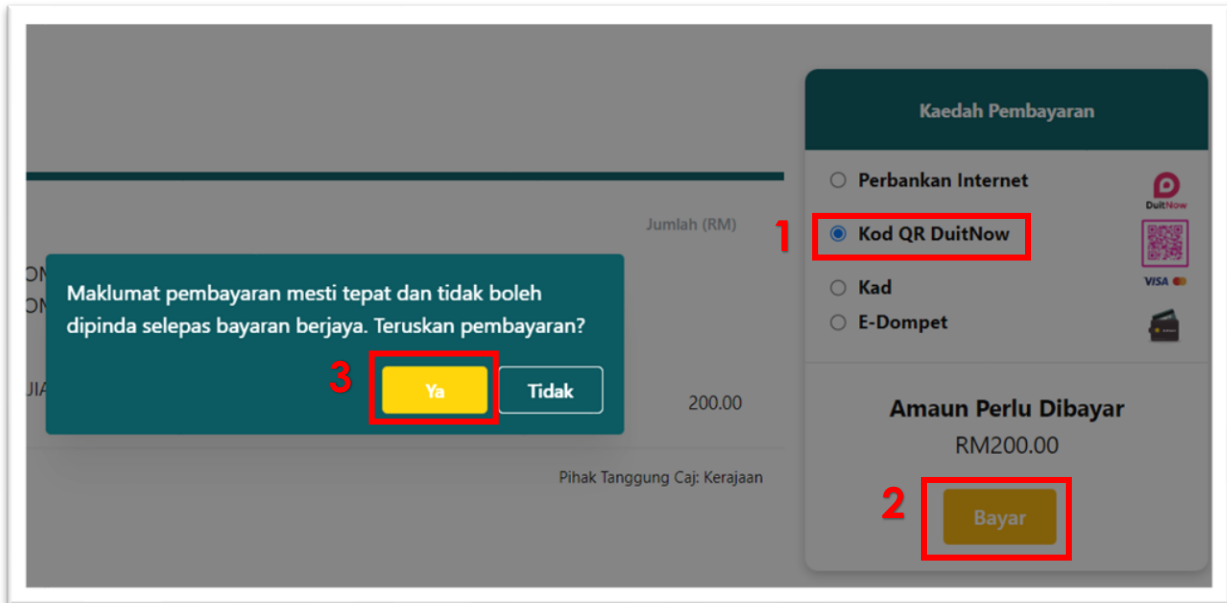 Kaedah Pembayaran
Perbankan Internet
DuitNow
Jumlah (RM)
1
Kod QR DuitNow
Kad
VISA
E-Dompet
Maklumat pembayaran mesti tepat dan tidak boleh
dipinda selepas bayaran berjaya. Teruskan pembayaran?
3
Ya
Tidak
200.00
Amaun Perlu Dibayar
RM200.00
Pihak Tanggung Caj: Kerajaan
2
Bayar